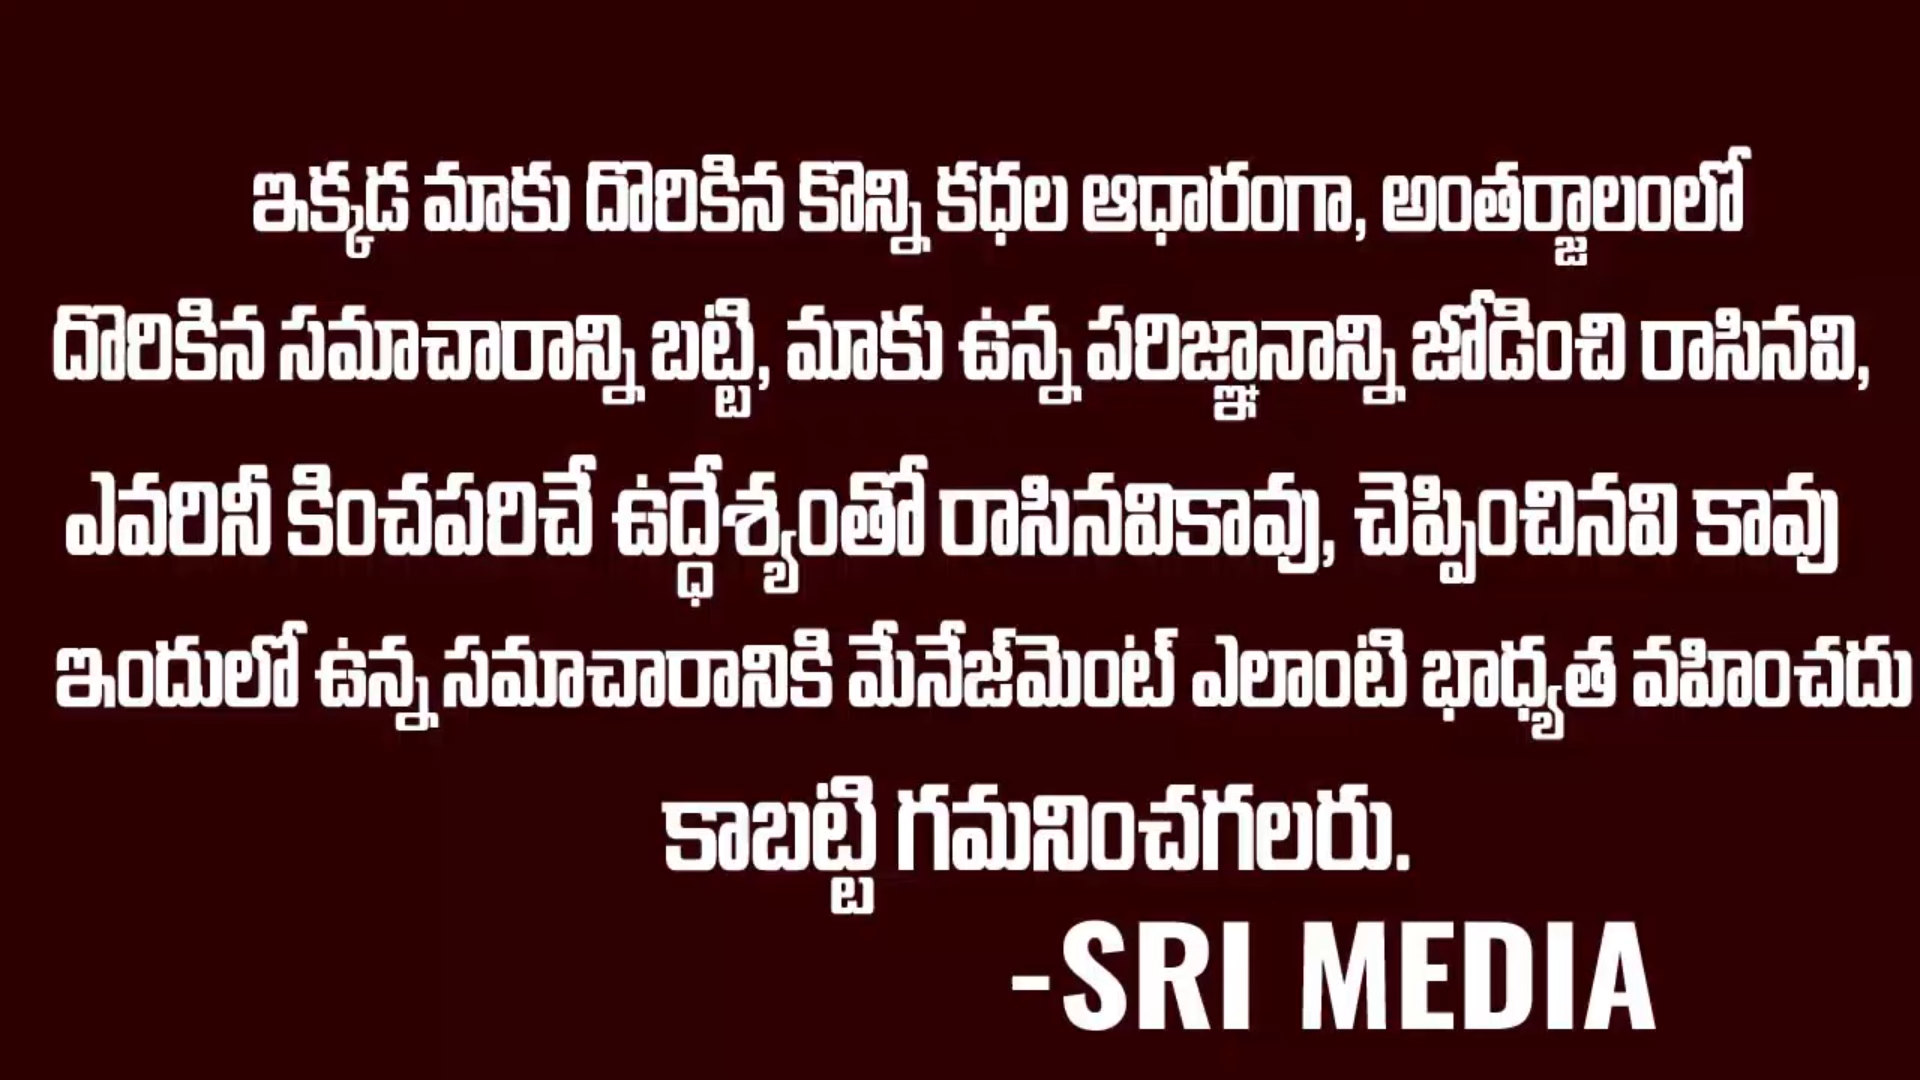 ఇక్కడ మాకు దొరికిన కొన్ని కధల ఆధారంగా, అంతర్జాలంలో
దొరికిన సమాచారాన్ని బట్టి, మాకు ఉన్న పరిజ్ఞానాన్ని జోడించి రాసినవి,
ఎవరినీ కించపరిచే ఉద్ధేశ్యంతో రాసినవికావు, చెప్పించినవి కావు
ఇందులో ఉన్న సమాచారానికి మేనేజ్‌మెంట్ ఎలాంటి భాధ్యత వహించదు
కాబట్టి గమనించగలరు.
-SRI MEDIA